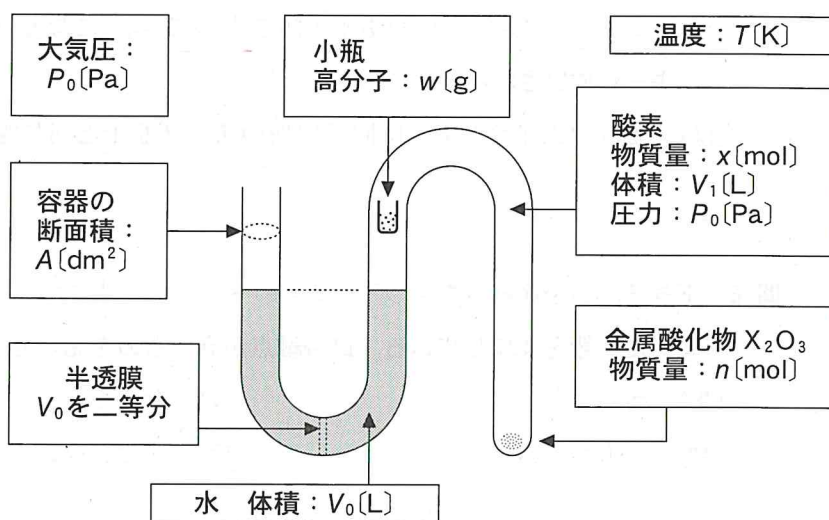 大気圧：
P₀〔Pa〕
小瓶
高分子：w〔g〕
温度：T〔K〕
容器の
断面積：
A〔dm²〕
酸素
物質量：x〔mol〕
体積：V₁〔L〕
圧力：P₀〔Pa〕
半透膜
V₀を二等分
金属酸化物 X₂O₃
物質量：n〔mol〕
水　体積：V₀〔L〕